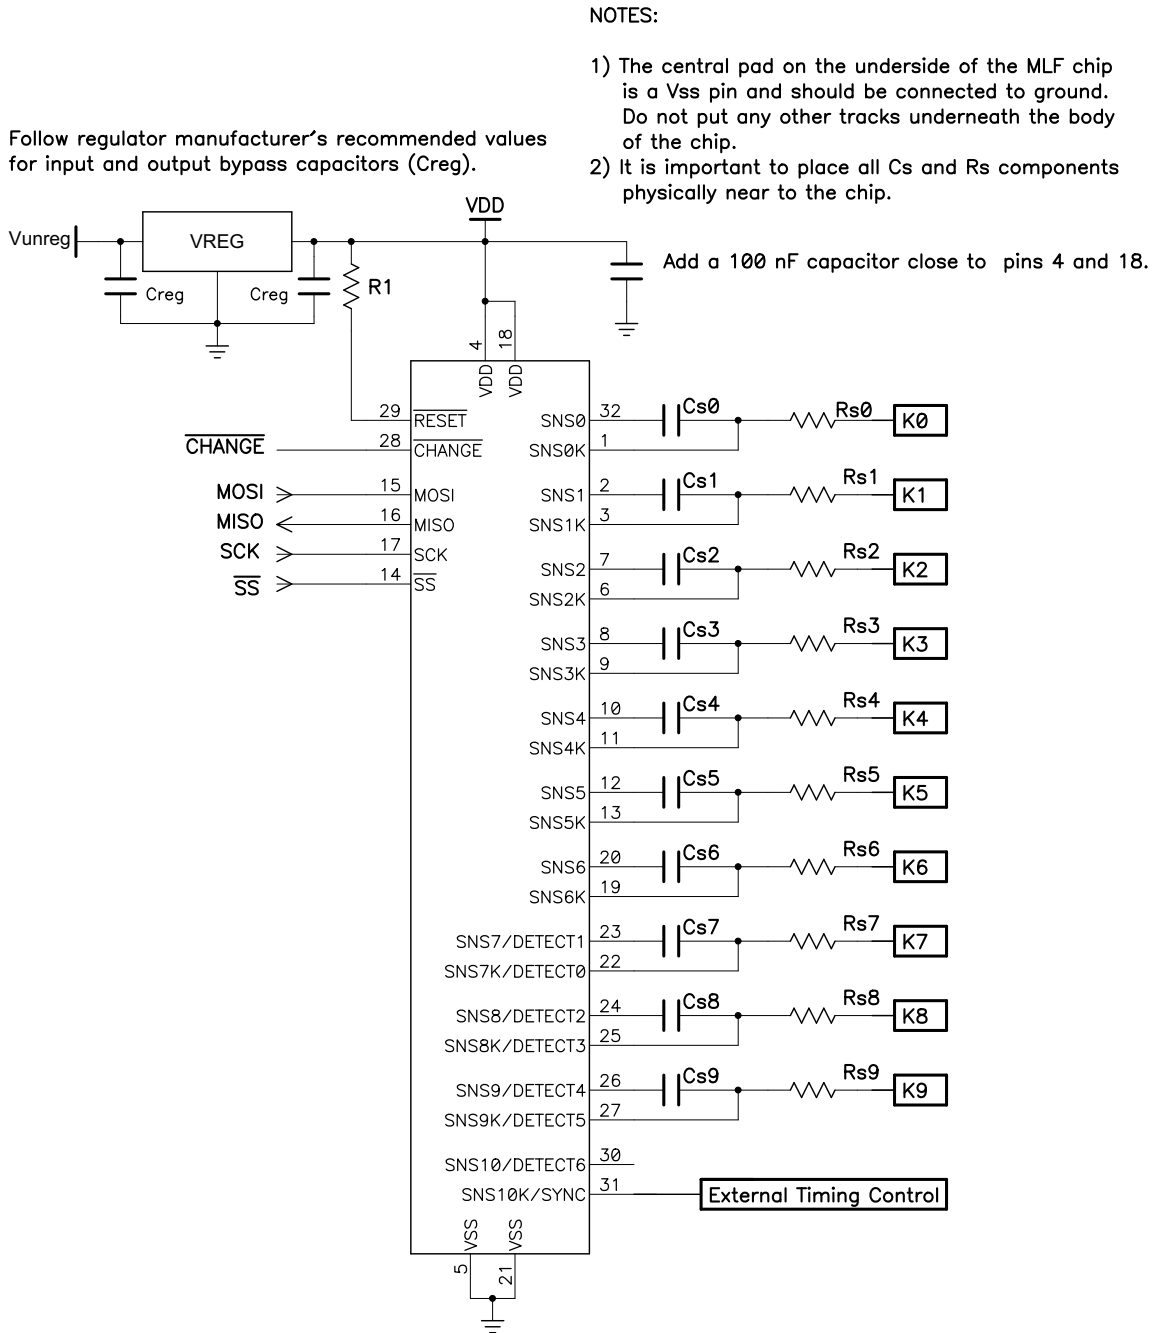 NOTES:
1) The central pad on the underside of the MLF chip
is a Vss pin and should be connected to ground.
Do not put any other tracks underneath the body
of the chip.
2) It is important to place all Cs and Rs components
physically near to the chip.
Follow regulator manufacturer's recommended values
for input and output bypass capacitors (Creg).
VDD
Vunreg
VREG
Creg
Creg
R1
Add a 100 nF capacitor close to pins 4 and 18.
4
18
VDD
VDD
29
RESET
CHANGE
28
CHANGE
MOSI
15
MOSI
MISO
16
MISO
SCK
17
SCK
SS
14
SS
SNS0
32
Cs0
Rs0
K0
SNS0K
1
SNS1
2
Cs1
Rs1
K1
SNS1K
3
SNS2
7
Cs2
Rs2
K2
SNS2K
6
SNS3
8
Cs3
Rs3
K3
SNS3K
9
SNS4
10
Cs4
Rs4
K4
SNS4K
11
SNS5
12
Cs5
Rs5
K5
SNS5K
13
SNS6
20
Cs6
Rs6
K6
SNS6K
19
SNS7/DETECT1
23
Cs7
Rs7
K7
SNS7K/DETECT0
22
SNS8/DETECT2
24
Cs8
Rs8
K8
SNS8K/DETECT3
25
SNS9/DETECT4
26
Cs9
Rs9
K9
SNS9K/DETECT5
27
SNS10/DETECT6
30
SNS10K/SYNC
31
External Timing Control
VSS
VSS
5
21